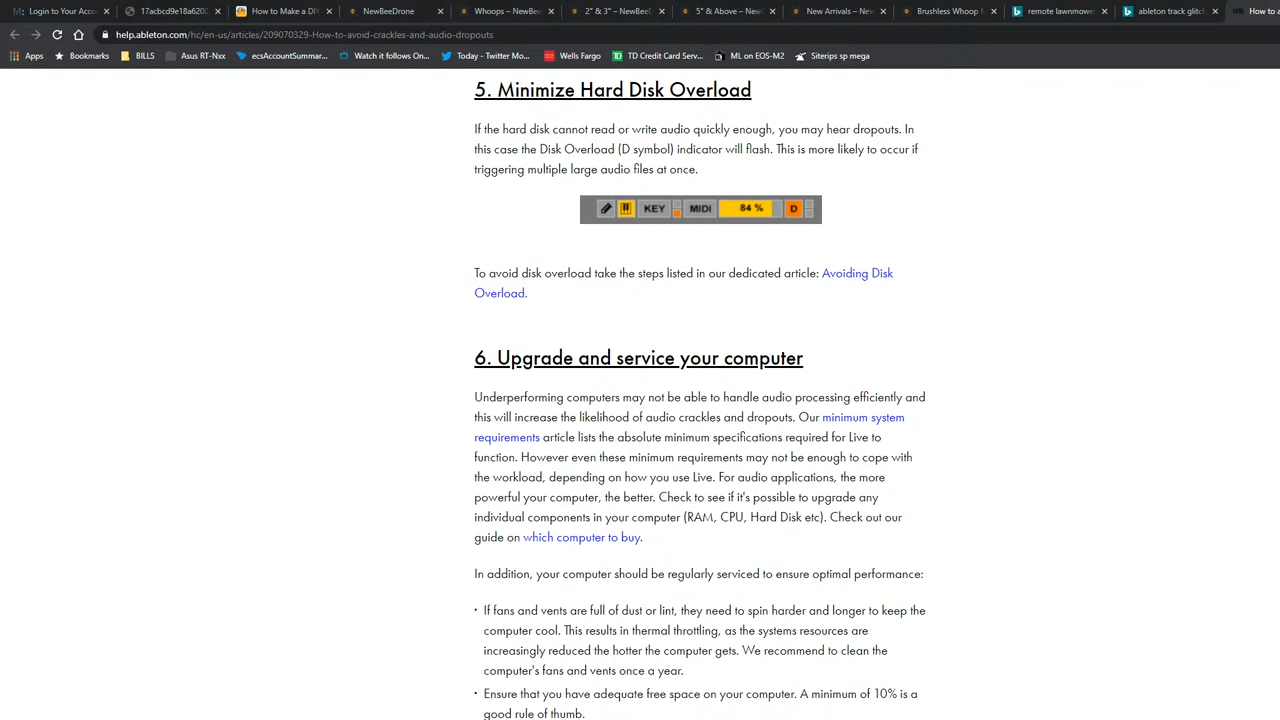 Login to Your Acco
17acbcd9e18a6200
How to Make a DIY
NewBeeDrone
Whoops – NewBee
2" & 3" – NewBeeD
5" & Above – New
New Arrivals – New
Brushless Whoop M
remote lawnmower
ableton track glitch
How to a
help.ableton.com/hc/en-us/articles/209070329-How-to-avoid-crackles-and-audio-dropouts
Apps
Bookmarks
BILLS
Asus RT-Nxx
ecsAccountSummar...
Watch it follows On...
Today - Twitter Mo...
Wells Fargo
TD Credit Card Serv...
ML on EOS-M2
Siterips sp mega
5. Minimize Hard Disk Overload
If the hard disk cannot read or write audio quickly enough, you may hear dropouts. In
this case the Disk Overload (D symbol) indicator will flash. This is more likely to occur if
triggering multiple large audio files at once.
KEY MIDI 84 % D
To avoid disk overload take the steps listed in our dedicated article: Avoiding Disk
Overload.
6. Upgrade and service your computer
Underperforming computers may not be able to handle audio processing efficiently and
this will increase the likelihood of audio crackles and dropouts. Our minimum system
requirements article lists the absolute minimum specifications required for Live to
function. However even these minimum requirements may not be enough to cope with
the workload, depending on how you use Live. For audio applications, the more
powerful your computer, the better. Check to see if it's possible to upgrade any
individual components in your computer (RAM, CPU, Hard Disk etc). Check out our
guide on which computer to buy.
In addition, your computer should be regularly serviced to ensure optimal performance:
• If fans and vents are full of dust or lint, they need to spin harder and longer to keep the
computer cool. This results in thermal throttling, as the systems resources are
increasingly reduced the hotter the computer gets. We recommend to clean the
computer's fans and vents once a year.
• Ensure that you have adequate free space on your computer. A minimum of 10% is a
good rule of thumb.